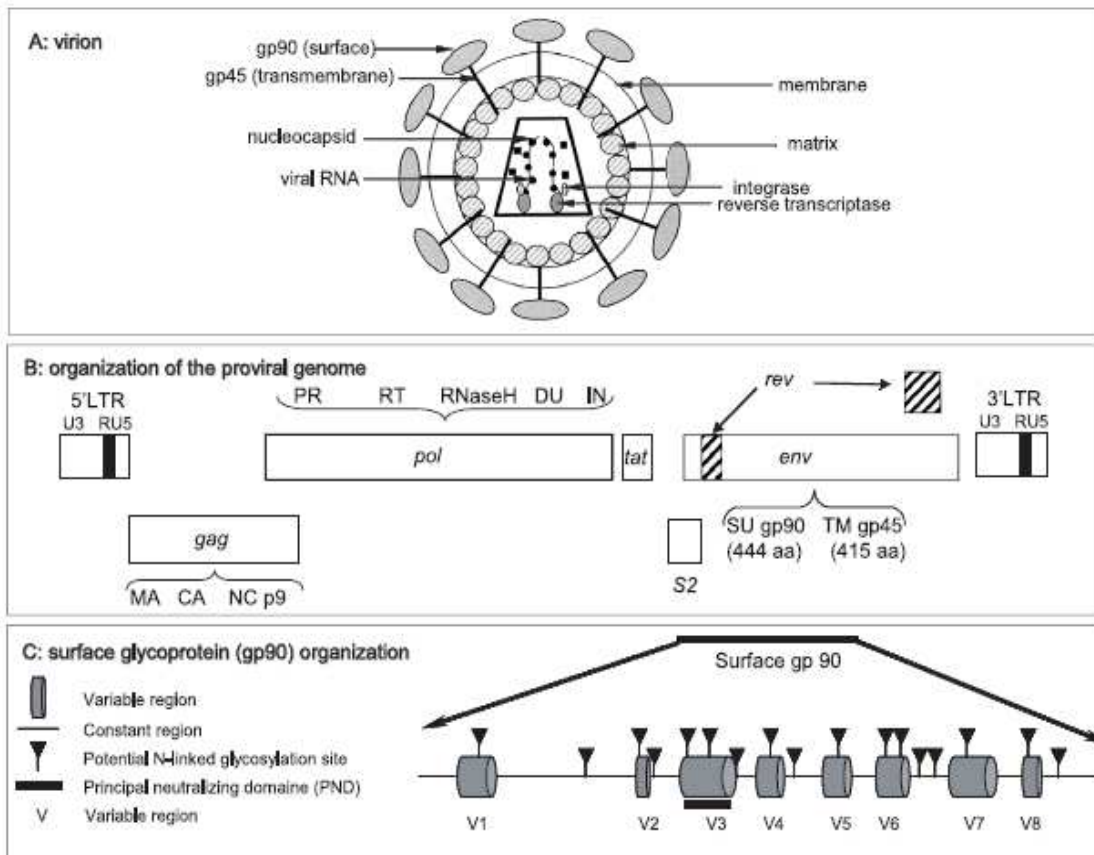 A: virion
gp90 (surface)
gp45 (transmembrane)
membrane
nucleocapsid
matrix
viral RNA
integrase
reverse transcriptase
B: organization of the proviral genome
PR RT RNaseH DU IN
rev
5'LTR
3'LTR
U3 RU5
U3 RU5
pol
tat
env
gag
SU gp90 TM gp45
(444 aa) (415 aa)
S2
MA CA NC p9
C: surface glycoprotein (gp90) organization
Surface gp 90
Variable region
Constant region
Potential N-linked glycosylation site
Principal neutralizing domaine (PND)
V Variable region
V1 V2 V3 V4 V5 V6 V7 V8